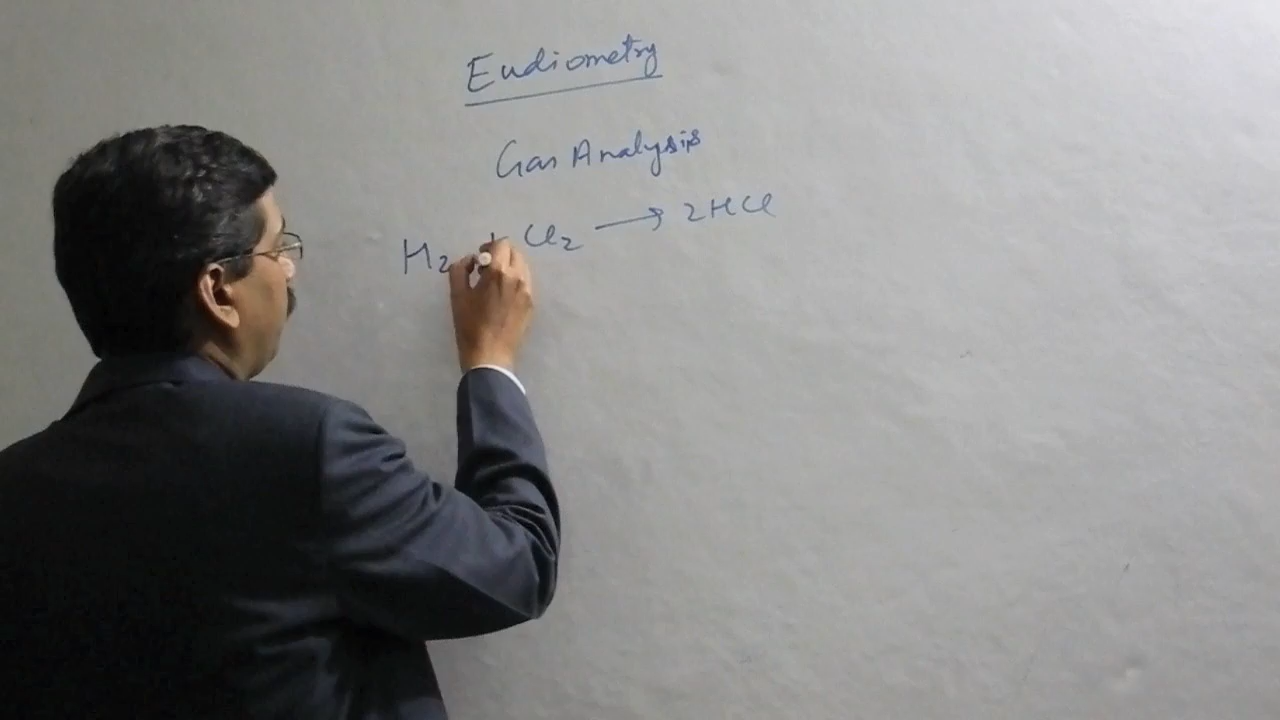 Eudiometry
Gas Analysis
H₂ + Cl₂ → 2HCl